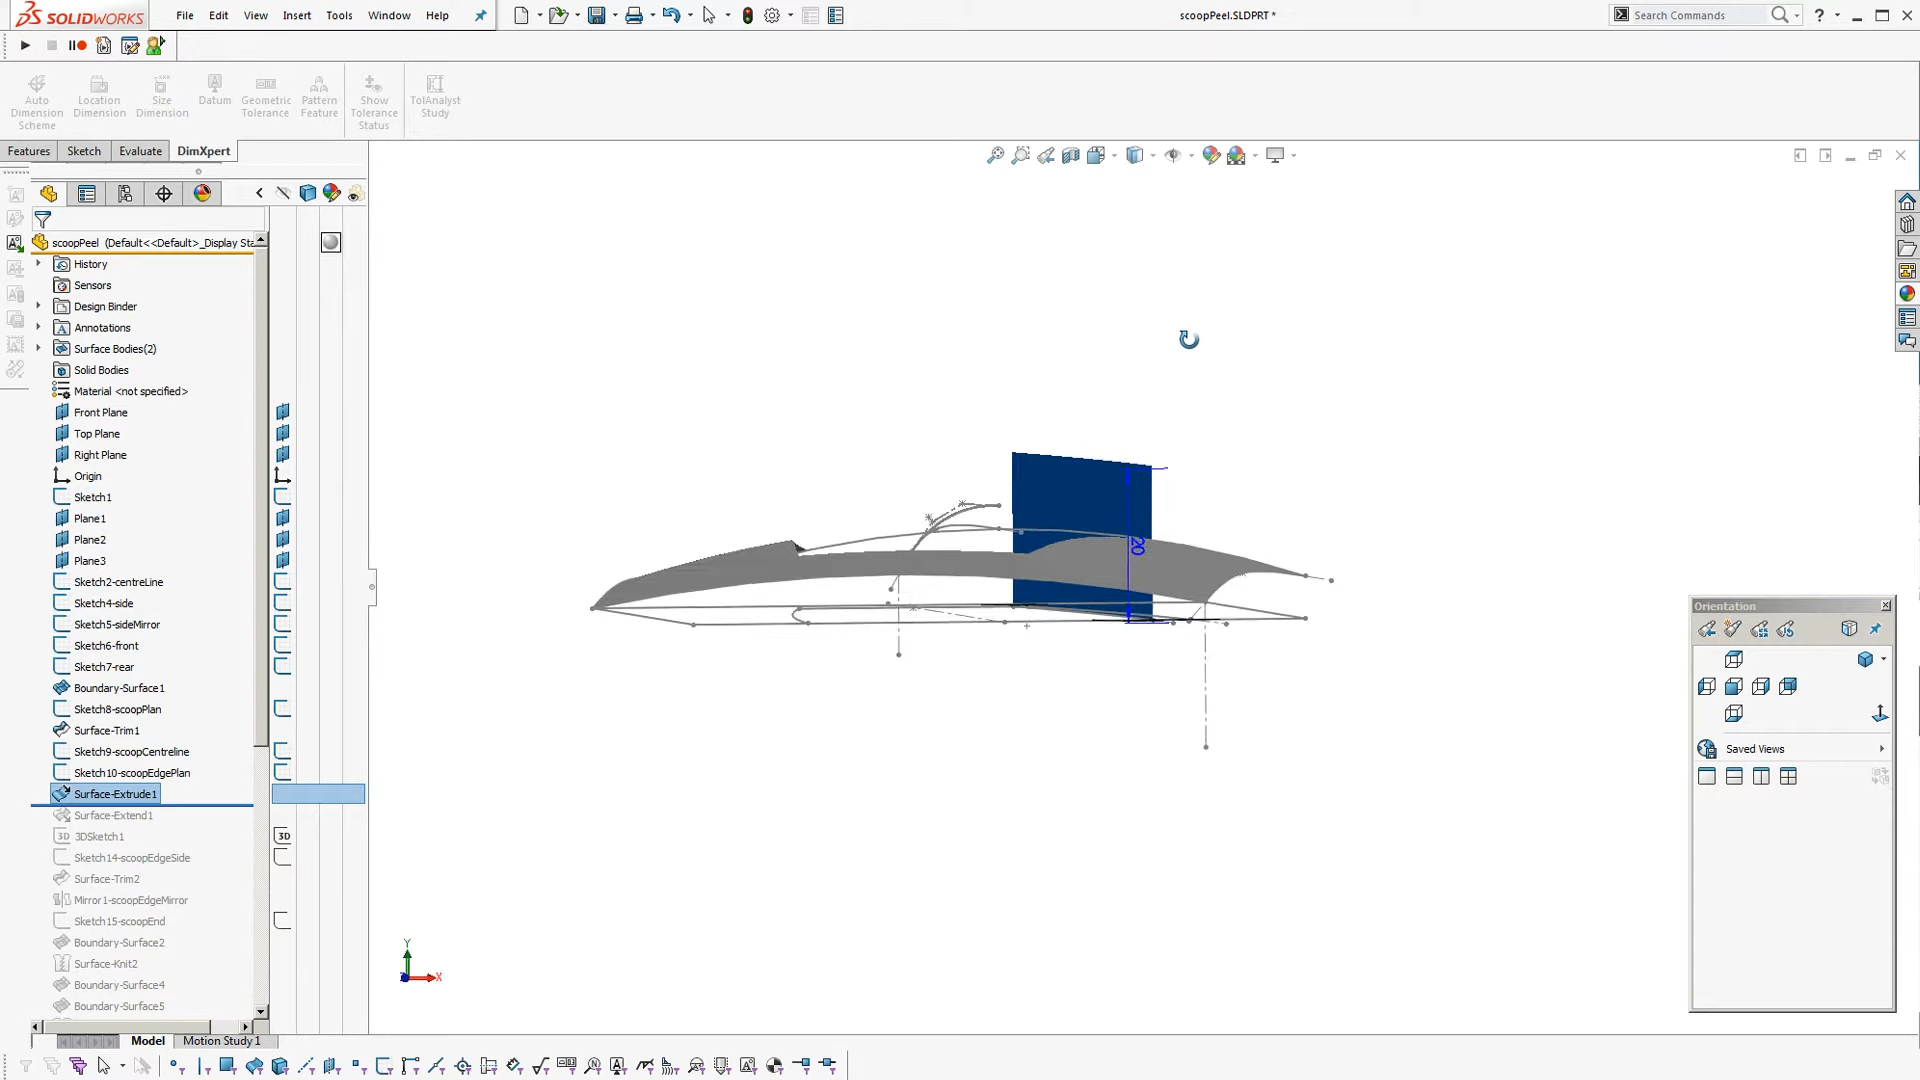 SOLIDWORKS
File Edit View Insert Tools Window Help
scoopPeel.SLDPRT *
Search Commands
Auto Dimension Scheme
Location Dimension
Size Dimension
Datum
Geometric Tolerance
Pattern Feature
Show Tolerance Status
TolAnalyst Study
Features Sketch Evaluate DimXpert
scoopPeel (Default<<Default>_Display Sta
History
Sensors
Design Binder
Annotations
Surface Bodies(2)
Solid Bodies
Material <not specified>
Front Plane
Top Plane
Right Plane
Origin
Sketch1
Plane1
Plane2
Plane3
Sketch2-centreLine
Sketch4-side
Sketch5-sideMirror
Sketch6-front
Sketch7-rear
Boundary-Surface1
Sketch8-scoopPlan
Surface-Trim1
Sketch9-scoopCentreline
Sketch10-scoopEdgePlan
Surface-Extrude1
Surface-Extend1
3D 3DSketch1 3D
Sketch14-scoopEdgeSide
Surface-Trim2
Mirror1-scoopEdgeMirror
Sketch15-scoopEnd
Boundary-Surface2
Surface-Knit2
Boundary-Surface4
Boundary-Surface5
20
Y
X
Orientation
Saved Views
Model Motion Study 1